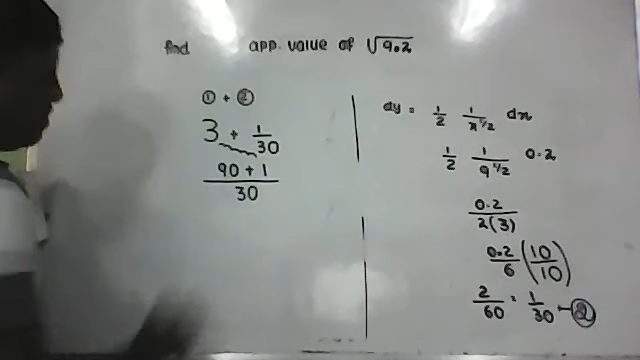 find app. value of √9.2
① + ②
3 + 1/30
90 + 1/30
dy = 1/2 1/x^1/2 dx
1/2 1/9^1/2 0.2
0.2/2(3)
0.2/6 (10/10)
2/60 = 1/30 — ②